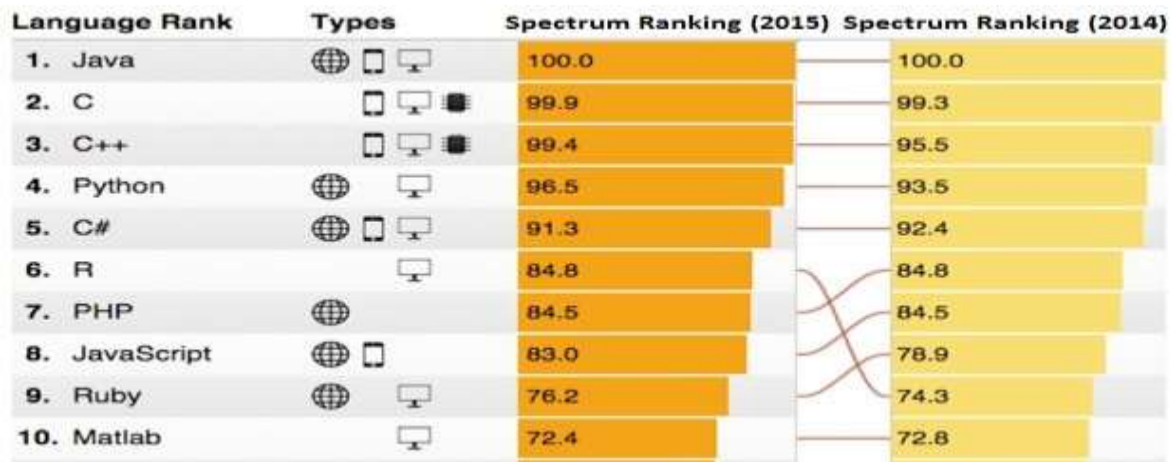 Language Rank Types Spectrum Ranking (2015) Spectrum Ranking (2014)
1. Java 100.0 100.0
2. C 99.9 99.3
3. C++ 99.4 95.5
4. Python 96.5 93.5
5. C# 91.3 92.4
6. R 84.8 84.8
7. PHP 84.5 84.5
8. JavaScript 83.0 78.9
9. Ruby 76.2 74.3
10. Matlab 72.4 72.8